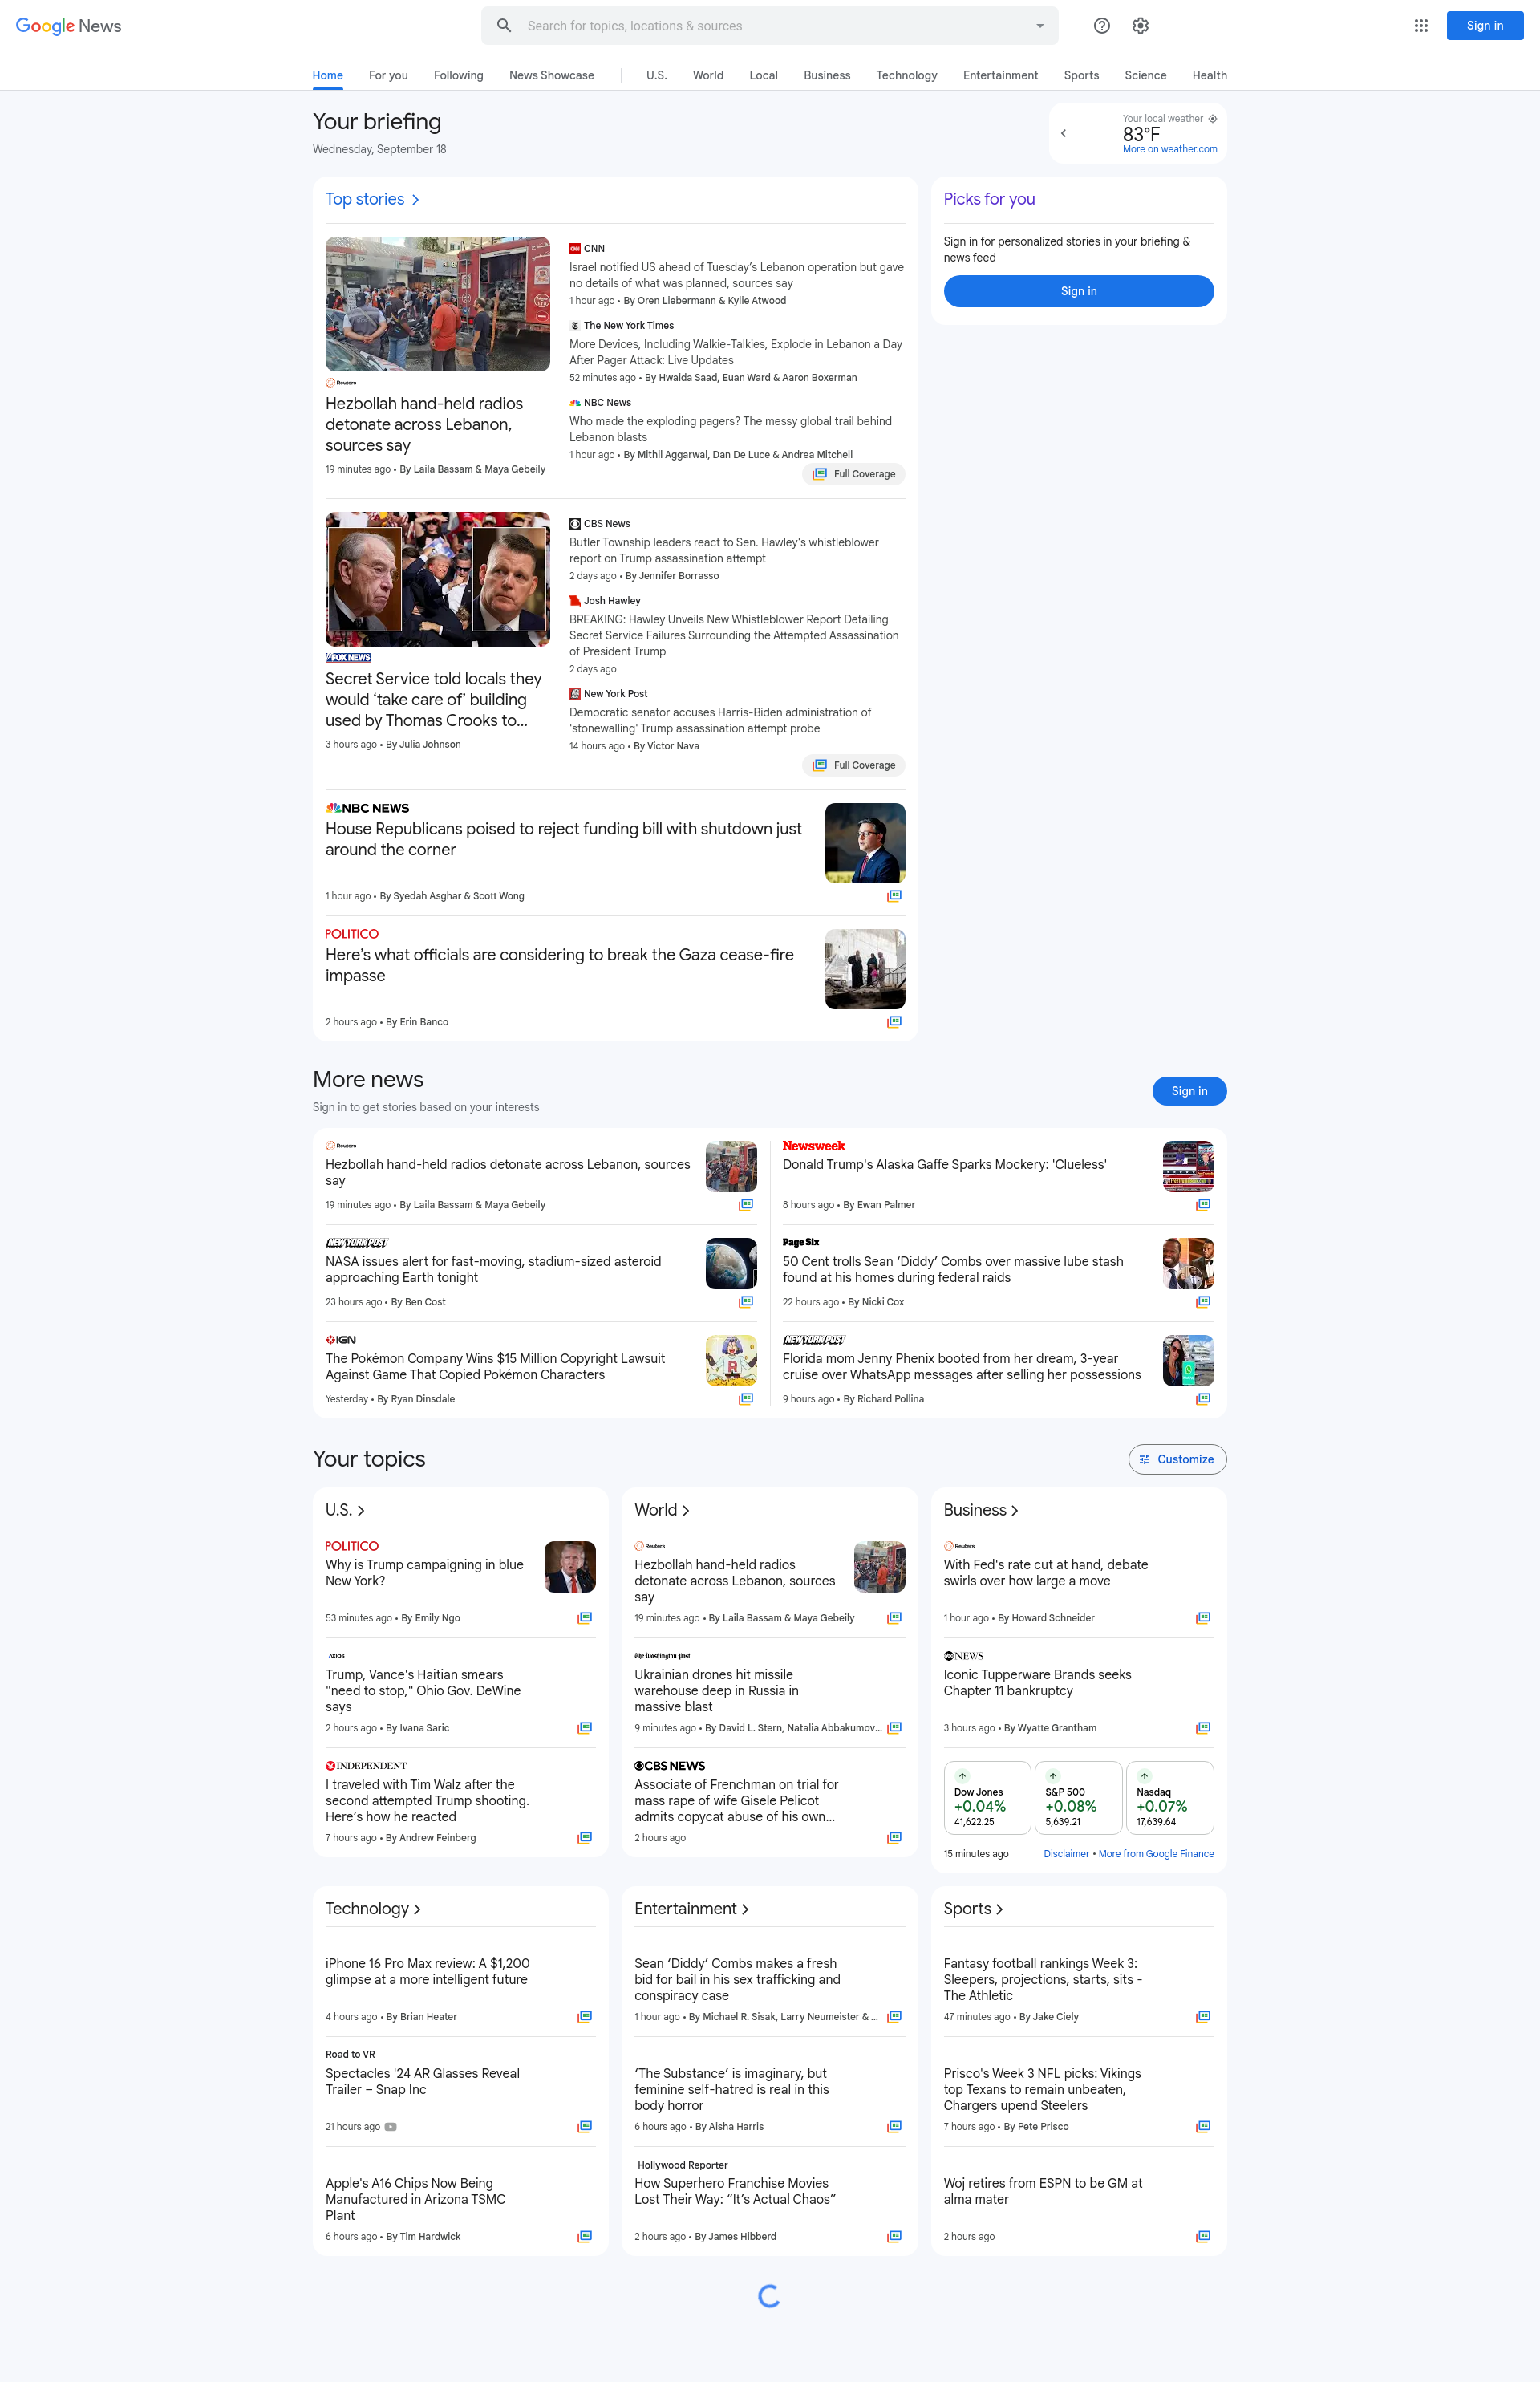 Google News
Search for topics, locations & sources
Sign in
Home
For you
Following
News Showcase
U.S.
World
Local
Business
Technology
Entertainment
Sports
Science
Health
Your briefing
Wednesday, September 18
Your local weather
83°F
More on weather.com
Top stories
Reuters
Hezbollah hand-held radios
detonate across Lebanon,
sources say
19 minutes ago • By Laila Bassam & Maya Gebeily
CNN
Israel notified US ahead of Tuesday’s Lebanon operation but gave
no details of what was planned, sources say
1 hour ago • By Oren Liebermann & Kylie Atwood
The New York Times
More Devices, Including Walkie-Talkies, Explode in Lebanon a Day
After Pager Attack: Live Updates
52 minutes ago • By Hwaida Saad, Euan Ward & Aaron Boxerman
NBC News
Who made the exploding pagers? The messy global trail behind
Lebanon blasts
1 hour ago • By Mithil Aggarwal, Dan De Luce & Andrea Mitchell
Full Coverage
Picks for you
Sign in for personalized stories in your briefing &
news feed
Sign in
FOX NEWS
Secret Service told locals they
would ‘take care of’ building
used by Thomas Crooks to...
3 hours ago • By Julia Johnson
CBS News
Butler Township leaders react to Sen. Hawley's whistleblower
report on Trump assassination attempt
2 days ago • By Jennifer Borrasso
Josh Hawley
BREAKING: Hawley Unveils New Whistleblower Report Detailing
Secret Service Failures Surrounding the Attempted Assassination
of President Trump
2 days ago
New York Post
Democratic senator accuses Harris-Biden administration of
'stonewalling' Trump assassination attempt probe
14 hours ago • By Victor Nava
Full Coverage
NBC NEWS
House Republicans poised to reject funding bill with shutdown just
around the corner
1 hour ago • By Syedah Asghar & Scott Wong
POLITICO
Here’s what officials are considering to break the Gaza cease-fire
impasse
2 hours ago • By Erin Banco
More news
Sign in to get stories based on your interests
Sign in
Reuters
Hezbollah hand-held radios detonate across Lebanon, sources
say
19 minutes ago • By Laila Bassam & Maya Gebeily
Newsweek
Donald Trump's Alaska Gaffe Sparks Mockery: 'Clueless'
8 hours ago • By Ewan Palmer
NEW YORK POST
NASA issues alert for fast-moving, stadium-sized asteroid
approaching Earth tonight
23 hours ago • By Ben Cost
Page Six
50 Cent trolls Sean ‘Diddy’ Combs over massive lube stash
found at his homes during federal raids
22 hours ago • By Nicki Cox
IGN
The Pokémon Company Wins $15 Million Copyright Lawsuit
Against Game That Copied Pokémon Characters
Yesterday • By Ryan Dinsdale
NEW YORK POST
Florida mom Jenny Phenix booted from her dream, 3-year
cruise over WhatsApp messages after selling her possessions
9 hours ago • By Richard Pollina
Your topics
Customize
U.S.
POLITICO
Why is Trump campaigning in blue
New York?
53 minutes ago • By Emily Ngo
AXIOS
Trump, Vance's Haitian smears
"need to stop," Ohio Gov. DeWine
says
2 hours ago • By Ivana Saric
INDEPENDENT
I traveled with Tim Walz after the
second attempted Trump shooting.
Here’s how he reacted
7 hours ago • By Andrew Feinberg
World
Reuters
Hezbollah hand-held radios
detonate across Lebanon, sources
say
19 minutes ago • By Laila Bassam & Maya Gebeily
The Washington Post
Ukrainian drones hit missile
warehouse deep in Russia in
massive blast
9 minutes ago • By David L. Stern, Natalia Abbakumov...
CBS NEWS
Associate of Frenchman on trial for
mass rape of wife Gisele Pelicot
admits copycat abuse of his own...
2 hours ago
Business
Reuters
With Fed's rate cut at hand, debate
swirls over how large a move
1 hour ago • By Howard Schneider
abc NEWS
Iconic Tupperware Brands seeks
Chapter 11 bankruptcy
3 hours ago • By Wyatte Grantham
Dow Jones
+0.04%
41,622.25
S&P 500
+0.08%
5,639.21
Nasdaq
+0.07%
17,639.64
15 minutes ago
Disclaimer • More from Google Finance
Technology
iPhone 16 Pro Max review: A $1,200
glimpse at a more intelligent future
4 hours ago • By Brian Heater
Road to VR
Spectacles '24 AR Glasses Reveal
Trailer – Snap Inc
21 hours ago
Apple's A16 Chips Now Being
Manufactured in Arizona TSMC
Plant
6 hours ago • By Tim Hardwick
Entertainment
Sean ‘Diddy’ Combs makes a fresh
bid for bail in his sex trafficking and
conspiracy case
1 hour ago • By Michael R. Sisak, Larry Neumeister & ...
‘The Substance’ is imaginary, but
feminine self-hatred is real in this
body horror
6 hours ago • By Aisha Harris
Hollywood Reporter
How Superhero Franchise Movies
Lost Their Way: “It’s Actual Chaos”
2 hours ago • By James Hibberd
Sports
Fantasy football rankings Week 3:
Sleepers, projections, starts, sits -
The Athletic
47 minutes ago • By Jake Ciely
Prisco's Week 3 NFL picks: Vikings
top Texans to remain unbeaten,
Chargers upend Steelers
7 hours ago • By Pete Prisco
Woj retires from ESPN to be GM at
alma mater
2 hours ago